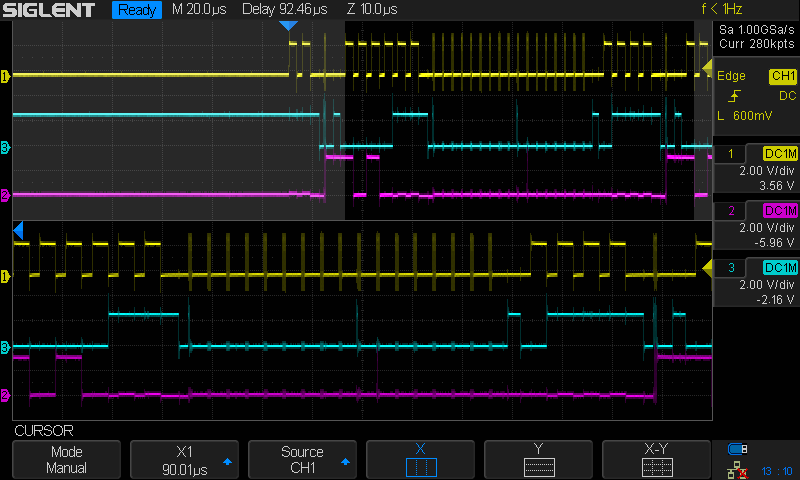 SIGLENT Ready M 20.0µs Delay 92.46µs Z 10.0µs f < 1Hz
Sa 1.00GSa/s
Curr 280kpts
Edge CH1
DC
L 600mV
1 DC1M
2.00 V/div
3.56 V
2 DC1M
2.00 V/div
-5.96 V
3 DC1M
2.00 V/div
-2.16 V
1
3
2
1
3
2
CURSOR
Mode
Manual
X1
90.01µs
Source
CH1
X
Y
X-Y
13 : 10